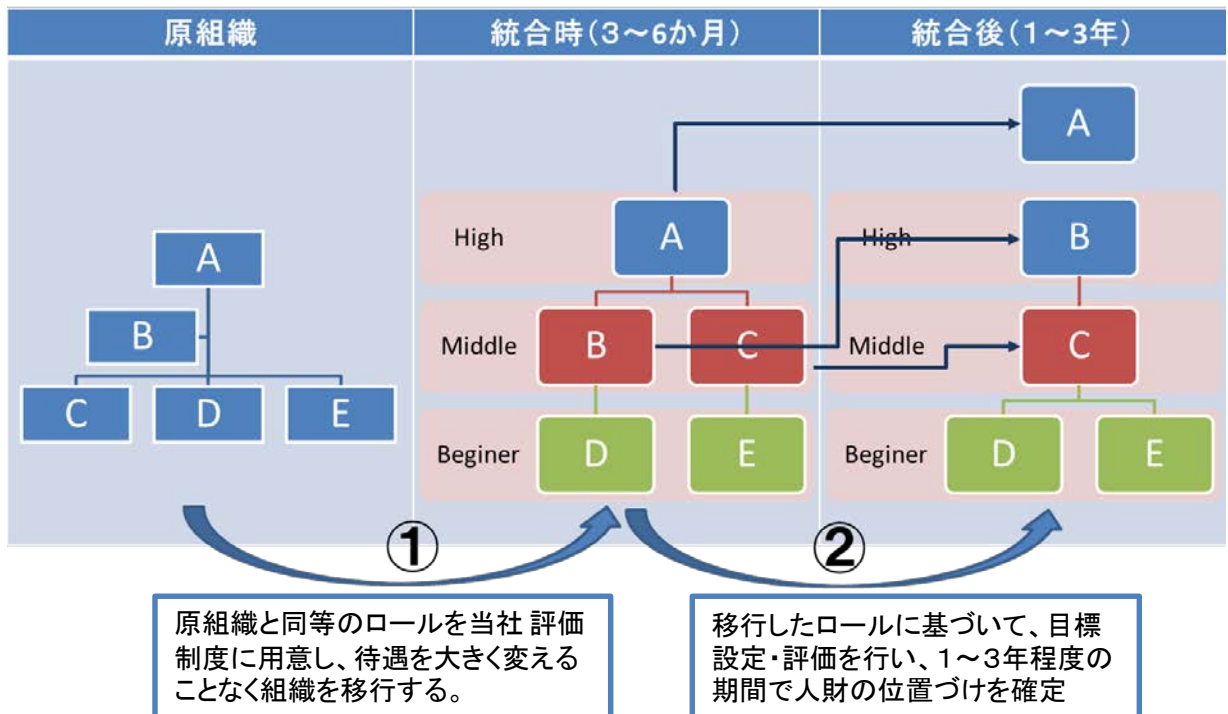 原組織
統合時(3～6か月)
統合後(1～3年)
A
B
C D E
High A
Middle B C
Beginer D E
A
High B
Middle C
Beginer D E
①
②
原組織と同等のロールを当社 評価
制度に用意し、待遇を大きく変える
ことなく組織を移行する。
移行したロールに基づいて、目標
設定・評価を行い、1～3年程度の
期間で人財の位置づけを確定